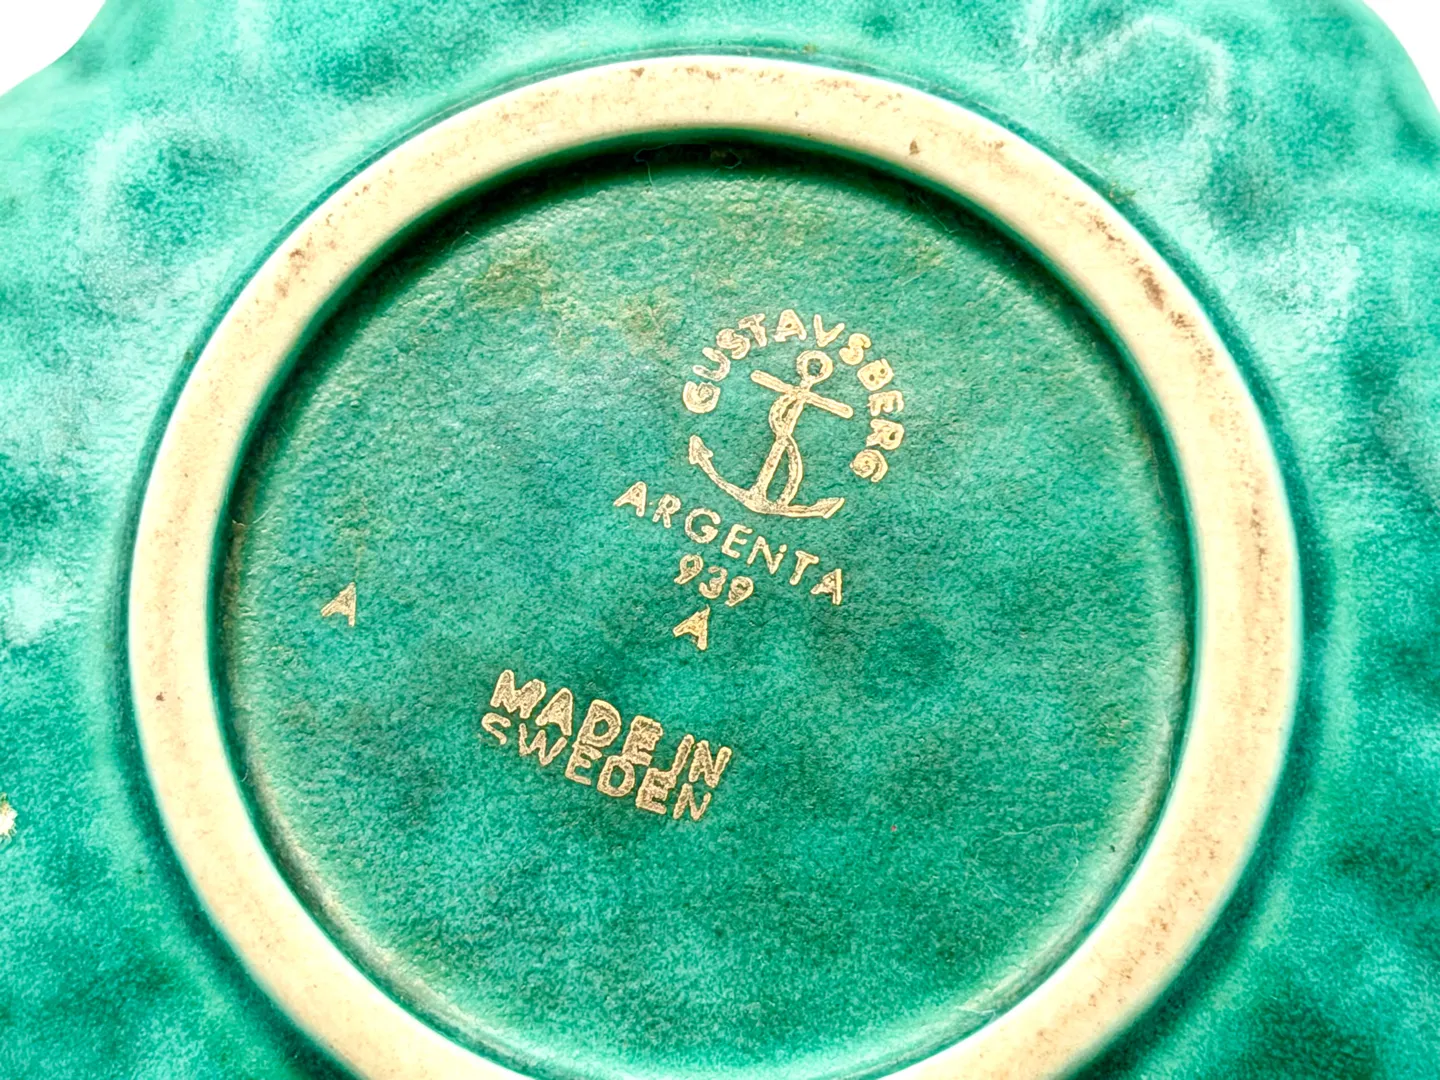 GUSTAVSBERG
ARGENTA
939
A
A
MADE IN
SWEDEN